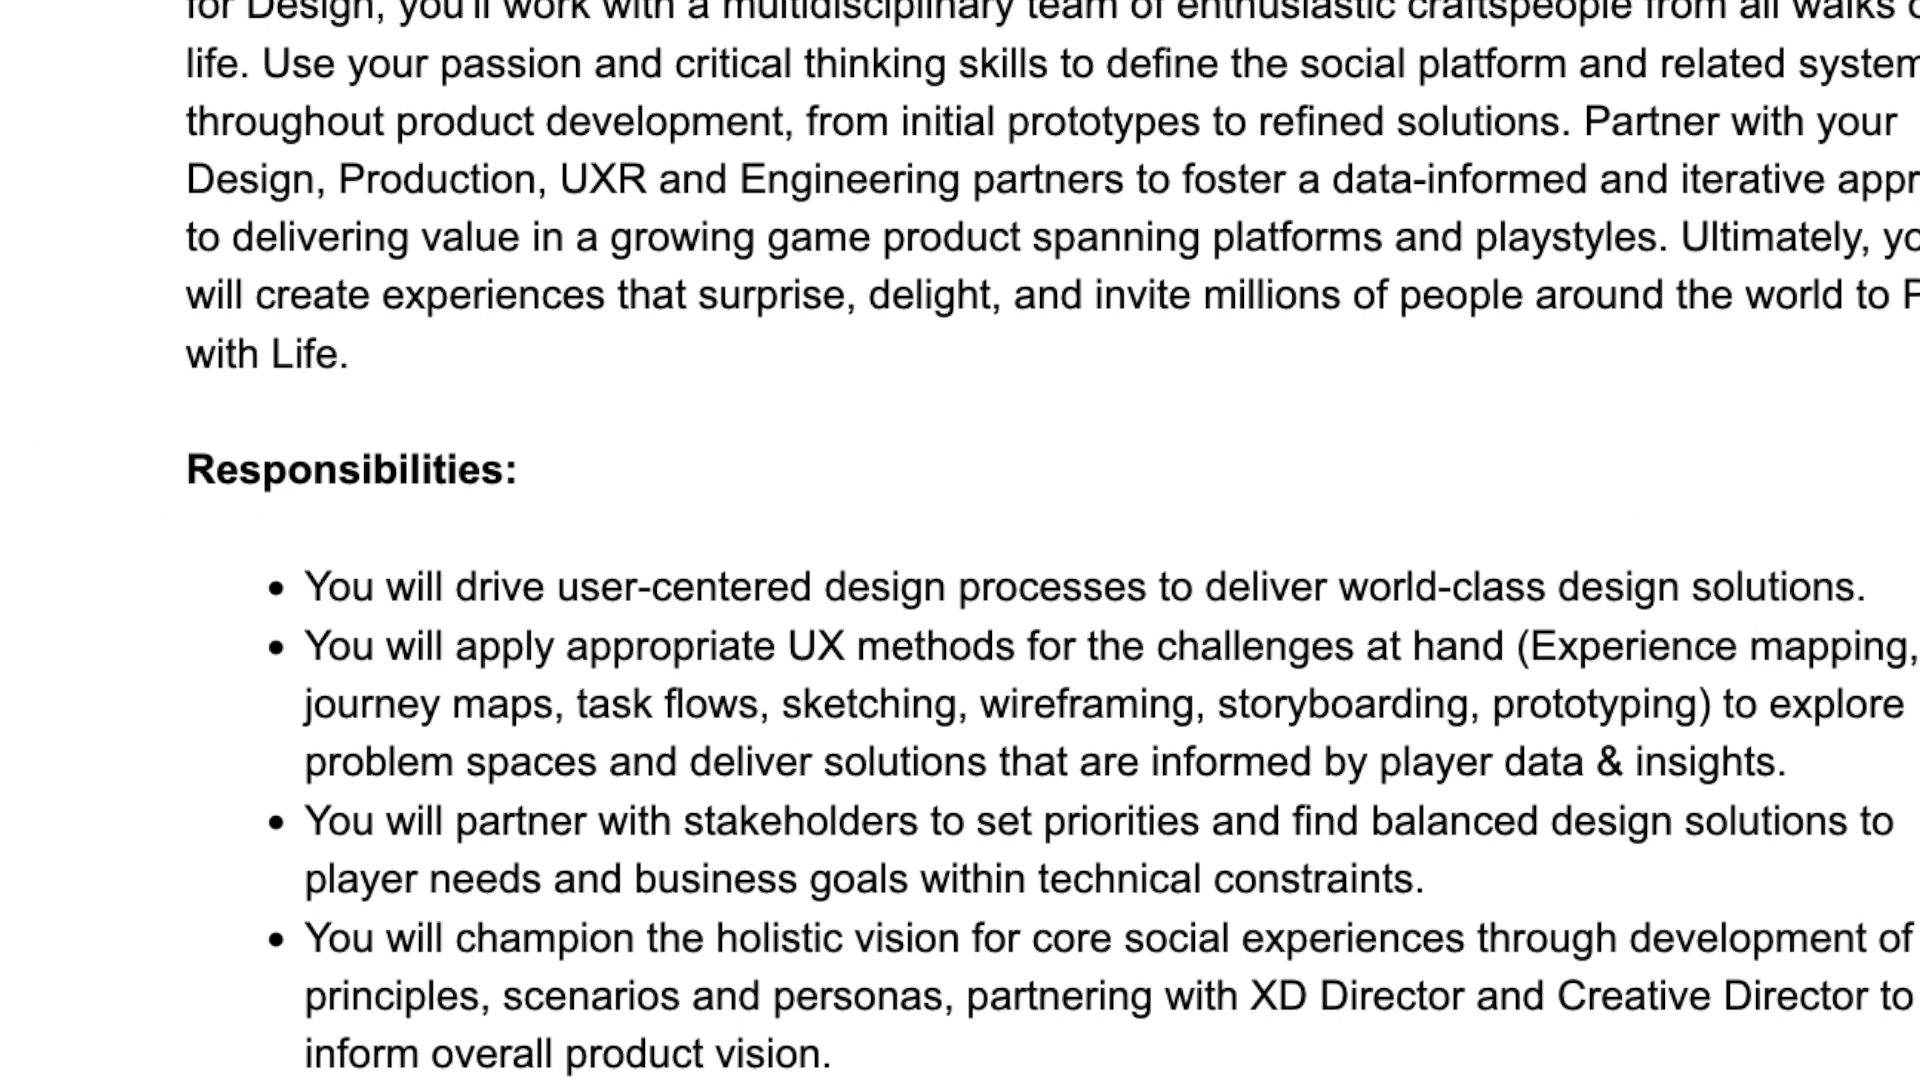 for Design, you'll work with a multidisciplinary team of enthusiastic craftspeople from all walks
life. Use your passion and critical thinking skills to define the social platform and related system
throughout product development, from initial prototypes to refined solutions. Partner with your
Design, Production, UXR and Engineering partners to foster a data-informed and iterative appr
to delivering value in a growing game product spanning platforms and playstyles. Ultimately, yo
will create experiences that surprise, delight, and invite millions of people around the world to P
with Life.
Responsibilities:
• You will drive user-centered design processes to deliver world-class design solutions.
• You will apply appropriate UX methods for the challenges at hand (Experience mapping,
journey maps, task flows, sketching, wireframing, storyboarding, prototyping) to explore
problem spaces and deliver solutions that are informed by player data & insights.
• You will partner with stakeholders to set priorities and find balanced design solutions to
player needs and business goals within technical constraints.
• You will champion the holistic vision for core social experiences through development of
principles, scenarios and personas, partnering with XD Director and Creative Director to
inform overall product vision.